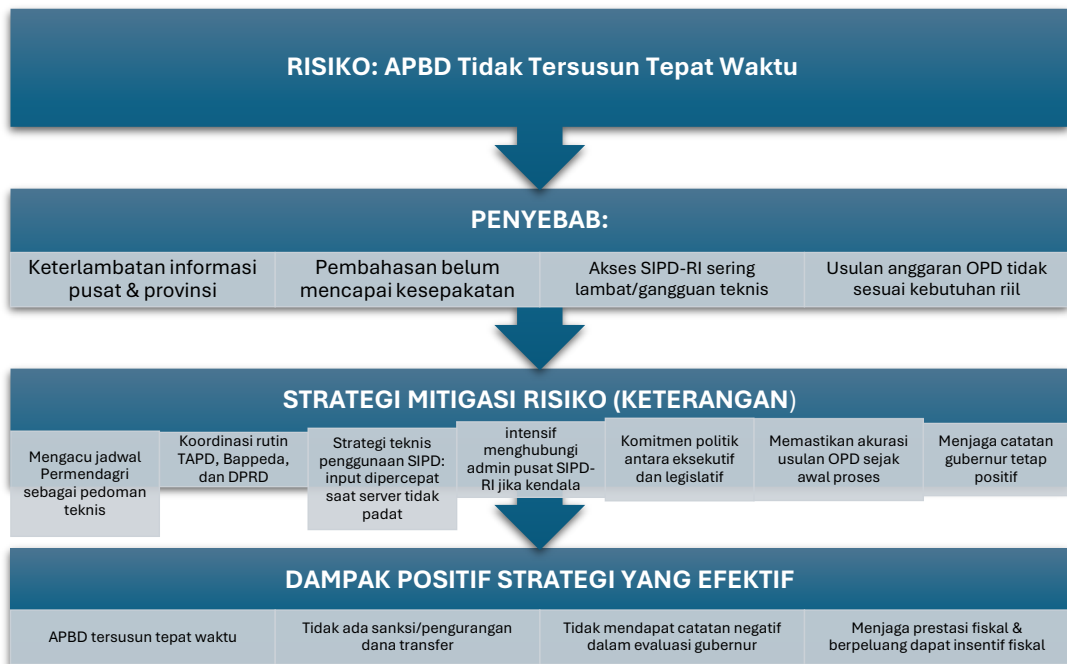 RISIKO: APBD Tidak Tersusun Tepat Waktu
PENYEBAB:
Keterlambatan informasi
pusat & provinsi
Pembahasan belum
mencapai kesepakatan
Akses SIPD-RI sering
lambat/gangguan teknis
Usulan anggaran OPD tidak
sesuai kebutuhan riil
STRATEGI MITIGASI RISIKO (KETERANGAN)
Mengacu jadwal
Permendagri
sebagai pedoman
teknis
Koordinasi rutin
TAPD, Bappeda,
dan DPRD
Strategi teknis
penggunaan SIPD:
input dipercepat
saat server tidak
padat
intensif
menghubungi
admin pusat SIPD-
RI jika kendala
Komitmen politik
antara eksekutif
dan legislatif
Memastikan akurasi
usulan OPD sejak
awal proses
Menjaga catatan
gubernur tetap
positif
DAMPAK POSITIF STRATEGI YANG EFEKTIF
APBD tersusun tepat waktu
Tidak ada sanksi/pengurangan
dana transfer
Tidak mendapat catatan negatif
dalam evaluasi gubernur
Menjaga prestasi fiskal &
berpeluang dapat insentif fiskal